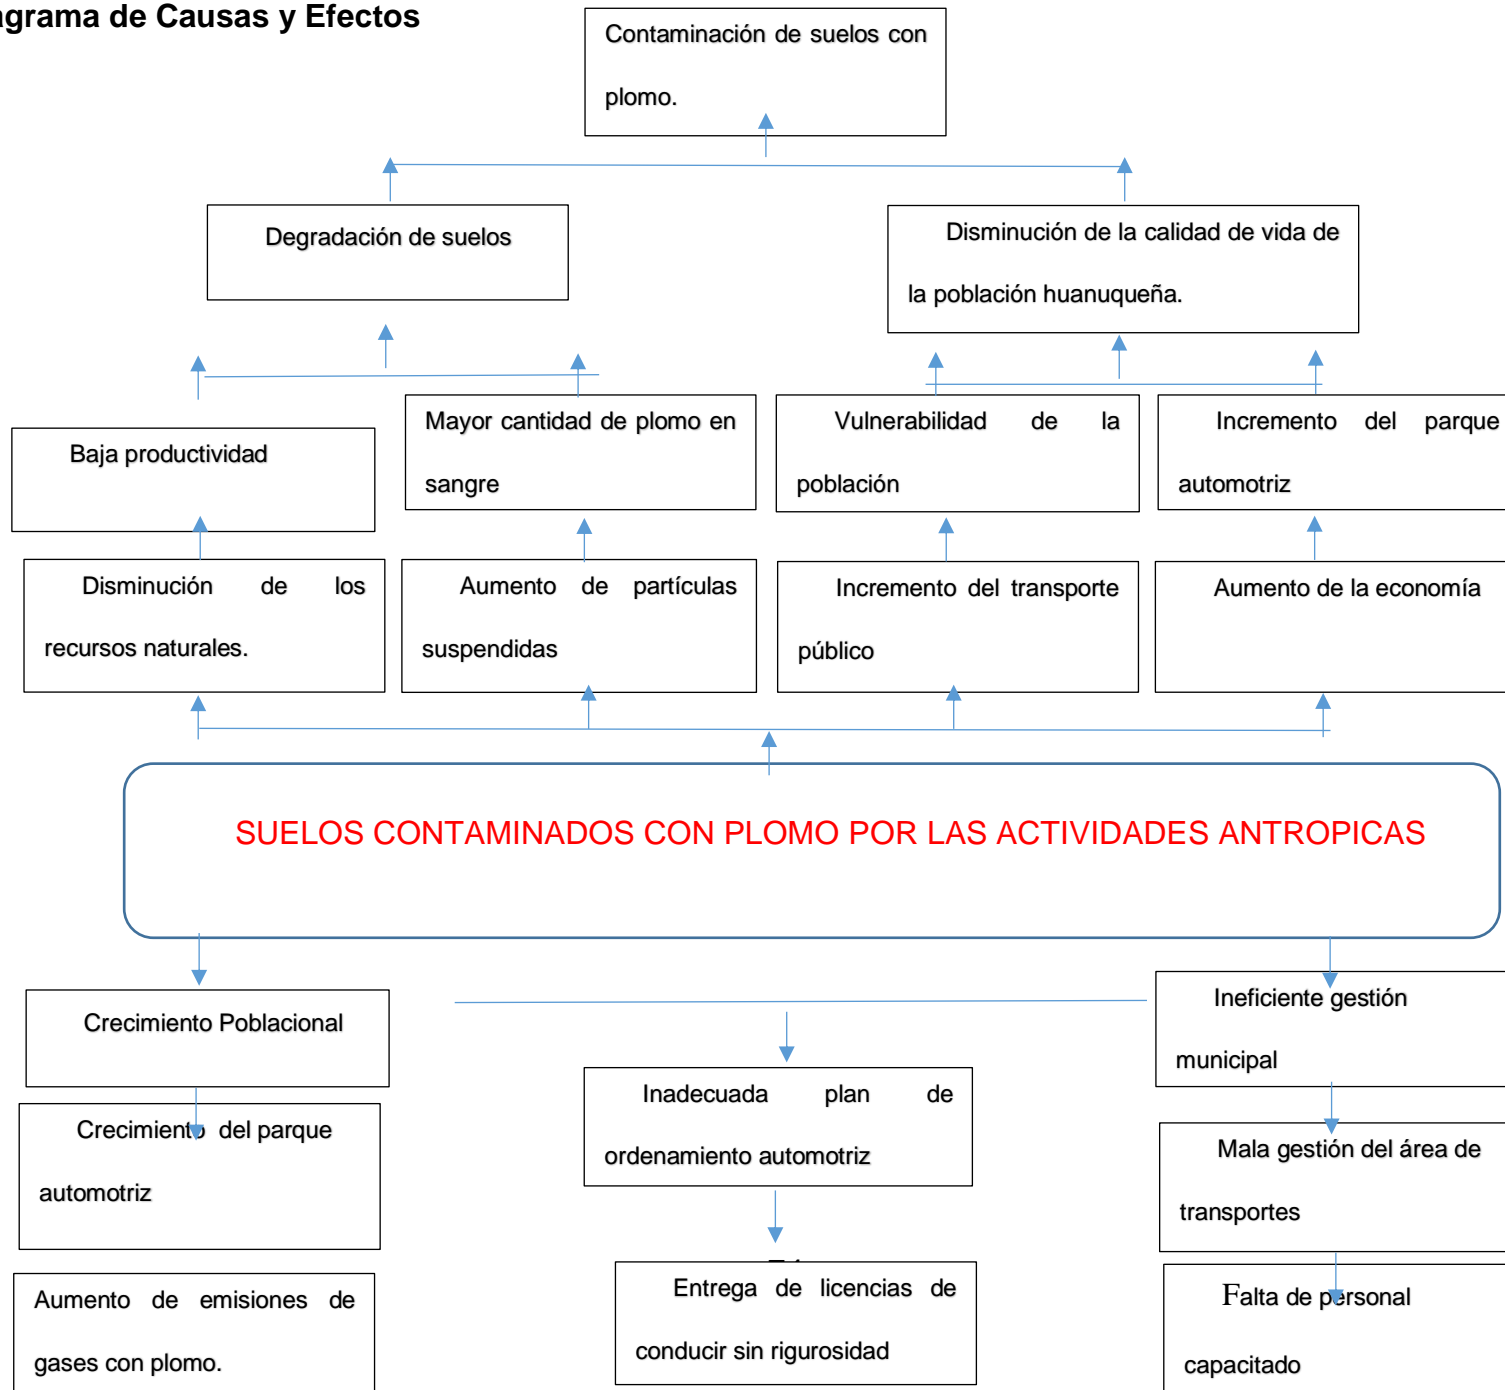 agrama de Causas y Efectos
Contaminación de suelos con
plomo.
Degradación de suelos
Disminución de la calidad de vida de
la población huanuqueña.
Baja productividad
Mayor cantidad de plomo en
sangre
Vulnerabilidad de la
población
Incremento del parque
automotriz
Disminución de los
recursos naturales.
Aumento de partículas
suspendidas
Incremento del transporte
público
Aumento de la economía
SUELOS CONTAMINADOS CON PLOMO POR LAS ACTIVIDADES ANTROPICAS
Crecimiento Poblacional
Ineficiente gestión
municipal
Crecimiento del parque
automotriz
Inadecuada plan de
ordenamiento automotriz
Mala gestión del área de
transportes
Aumento de emisiones de
gases con plomo.
Entrega de licencias de
conducir sin rigurosidad
Falta de personal
capacitado